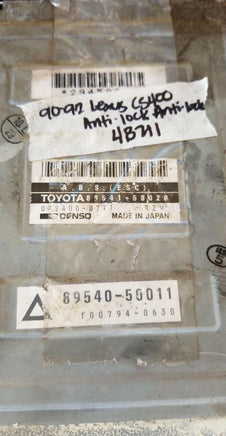 90-92 Lexus LS400
Anti-lock Anti-lock
4B711
A.B.S.(ESC)
TOYOTA 89541-50020
12V
DENSO MADE IN JAPAN
89540-50011
100794-0630